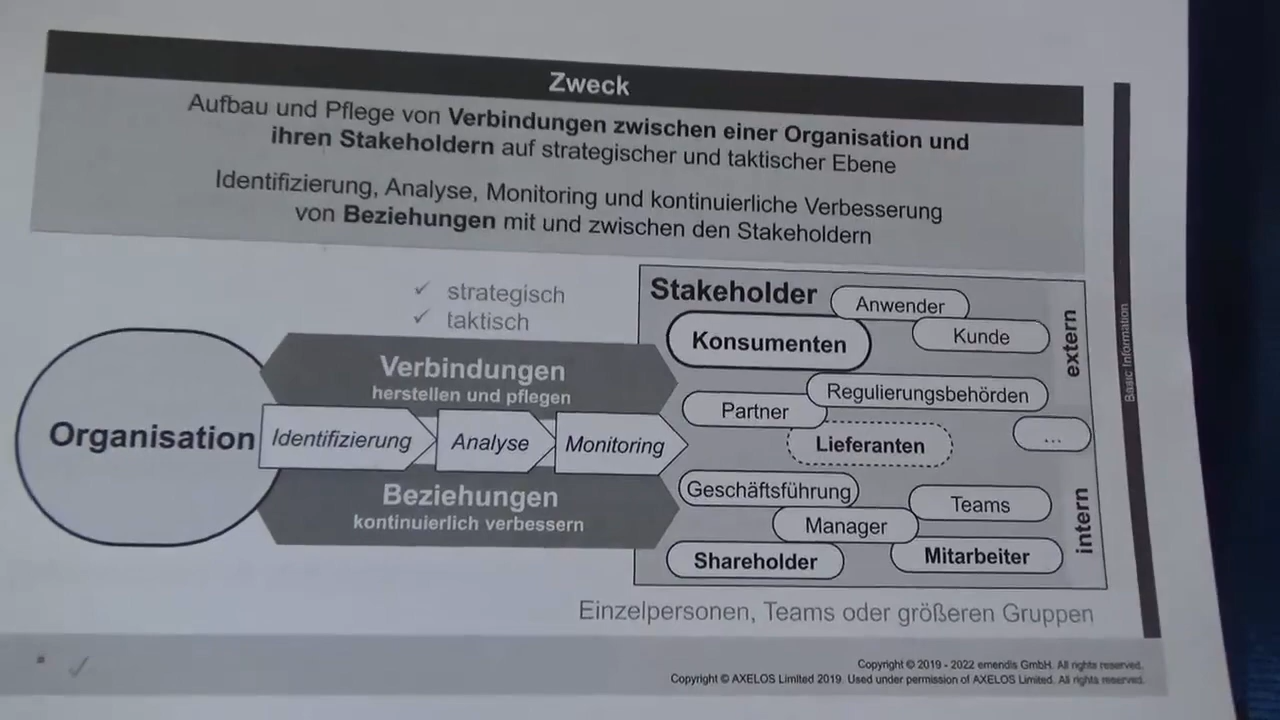 Zweck
Aufbau und Pflege von Verbindungen zwischen einer Organisation und
ihren Stakeholdern auf strategischer und taktischer Ebene
Identifizierung, Analyse, Monitoring und kontinuierliche Verbesserung
von Beziehungen mit und zwischen den Stakeholdern
✓ strategisch
✓ taktisch
Organisation
Verbindungen
herstellen und pflegen
Identifizierung
Analyse
Monitoring
Beziehungen
kontinuierlich verbessern
Stakeholder
Anwender
Konsumenten
Kunde
Regulierungsbehörden
Partner
Lieferanten
...
extern
Geschäftsführung
Teams
Manager
Shareholder
Mitarbeiter
intern
Einzelpersonen, Teams oder größeren Gruppen
Basic Information
Copyright © 2019 - 2022 emendis GmbH. All rights reserved.
Copyright © AXELOS Limited 2019. Used under permission of AXELOS Limited. All rights reserved.